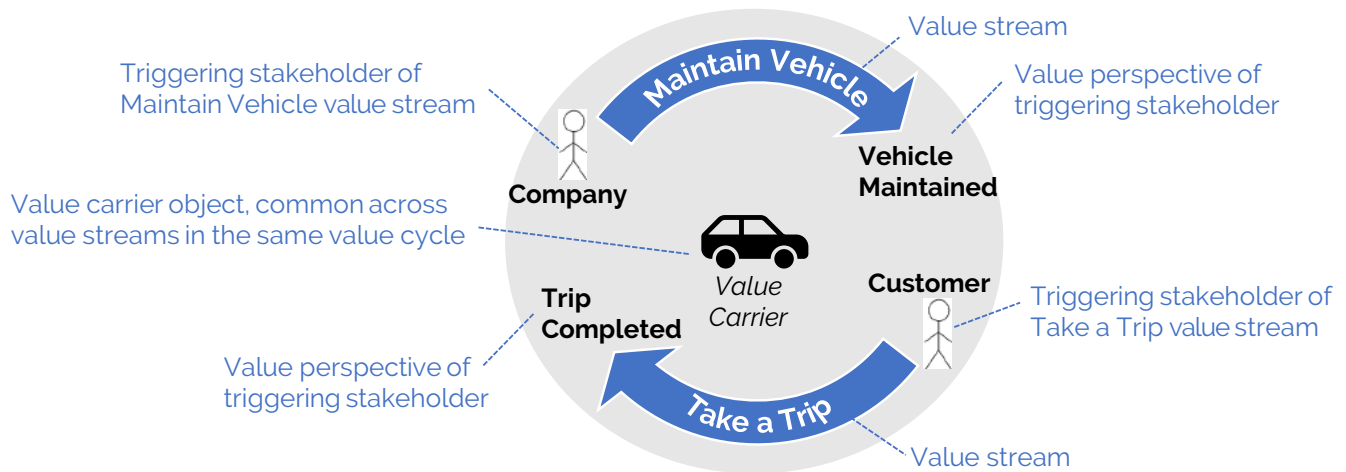 Value stream
Triggering stakeholder of
Maintain Vehicle value stream
Maintain Vehicle
Value perspective of
triggering stakeholder
Vehicle
Maintained
Company
Value carrier object, common across
value streams in the same value cycle
Value
Carrier
Customer
Trip
Completed
Triggering stakeholder of
Take a Trip value stream
Value perspective of
triggering stakeholder
Take a Trip
Value stream